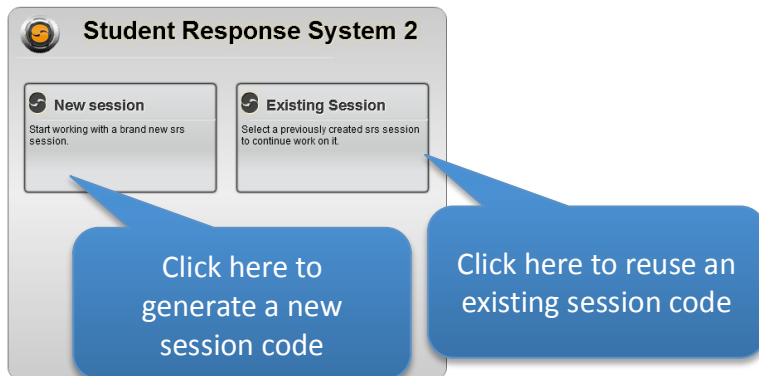 Student Response System 2
New session
Start working with a brand new srs
session.
Existing Session
Select a previously created srs session
to continue work on it.
Click here to
generate a new
session code
Click here to reuse an
existing session code